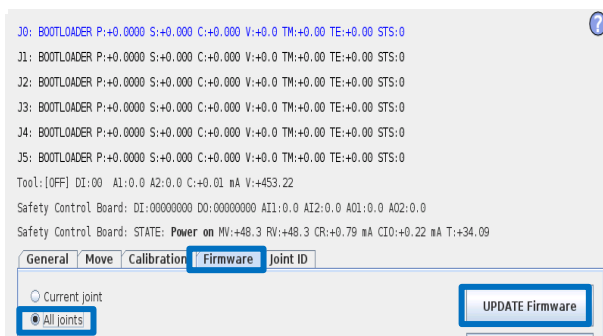 J0: BOOTLOADER P:+0.0000 S:+0.000 C:+0.000 V:+0.0 TM:+0.00 TE:+0.00 STS:0
J1: BOOTLOADER P:+0.0000 S:+0.000 C:+0.000 V:+0.0 TM:+0.00 TE:+0.00 STS:0
J2: BOOTLOADER P:+0.0000 S:+0.000 C:+0.000 V:+0.0 TM:+0.00 TE:+0.00 STS:0
J3: BOOTLOADER P:+0.0000 S:+0.000 C:+0.000 V:+0.0 TM:+0.00 TE:+0.00 STS:0
J4: BOOTLOADER P:+0.0000 S:+0.000 C:+0.000 V:+0.0 TM:+0.00 TE:+0.00 STS:0
J5: BOOTLOADER P:+0.0000 S:+0.000 C:+0.000 V:+0.0 TM:+0.00 TE:+0.00 STS:0
Tool:[OFF] DI:00 A1:0.0 A2:0.0 C:+0.01 mA V:+453.22
Safety Control Board: DI:00000000 DO:00000000 AI1:0.0 AI2:0.0 AO1:0.0 AO2:0.0
Safety Control Board: STATE: Power on MV:+48.3 RV:+48.3 CR:+0.79 mA CIO:+0.22 mA T:+34.09
General Move Calibration Firmware Joint ID
Current joint
All joints
UPDATE Firmware
?